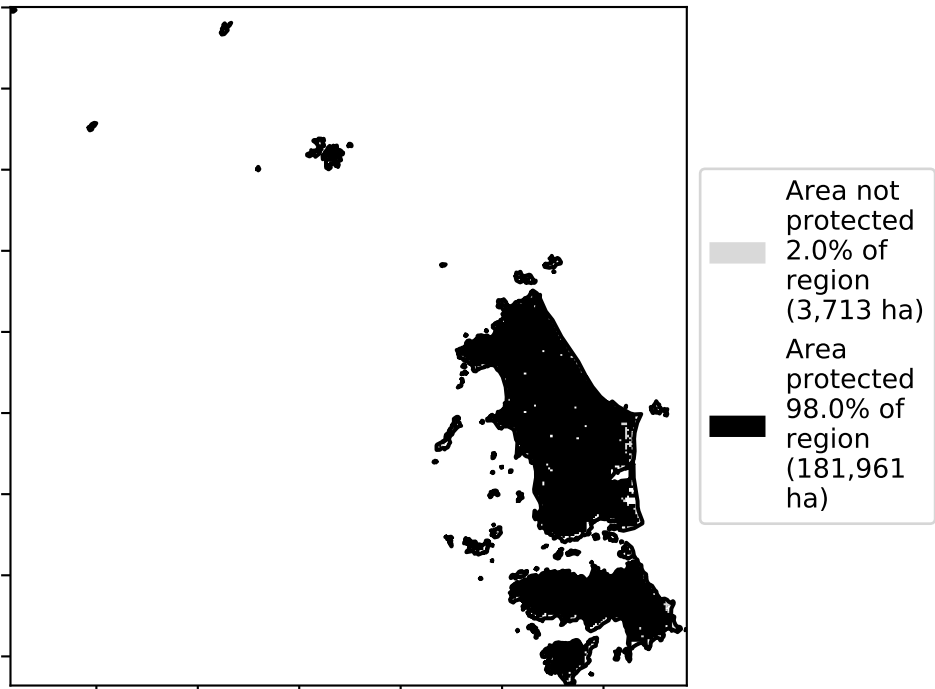 Area not
protected
2.0% of
region
(3,713 ha)
Area
protected
98.0% of
region
(181,961
ha)